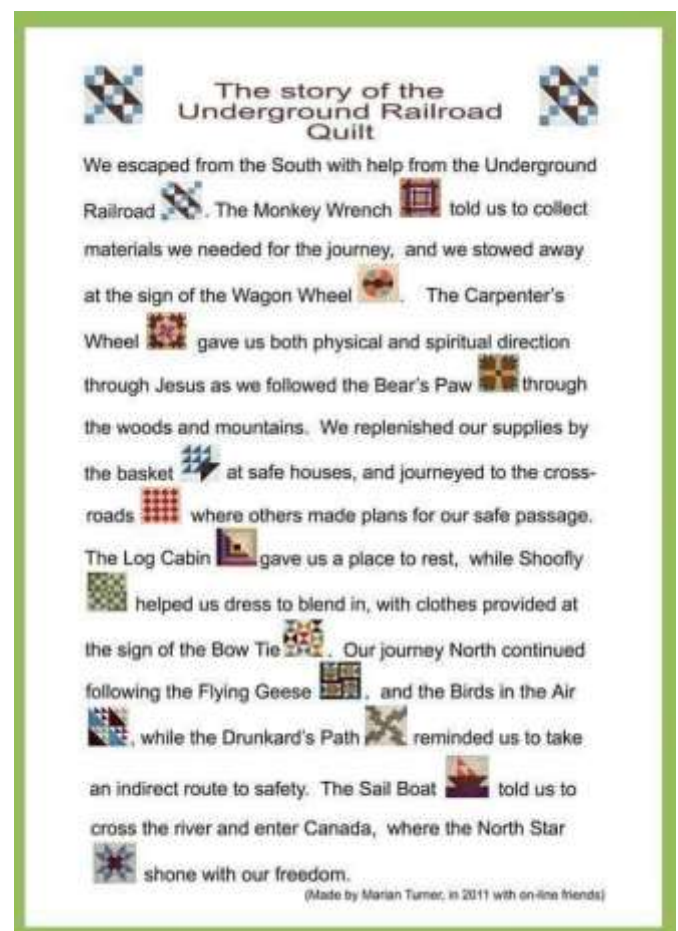 The story of the
Underground Railroad
Quilt
We escaped from the South with help from the Underground
Railroad . The Monkey Wrench told us to collect
materials we needed for the journey, and we stowed away
at the sign of the Wagon Wheel . The Carpenter's
Wheel gave us both physical and spiritual direction
through Jesus as we followed the Bear's Paw through
the woods and mountains. We replenished our supplies by
the basket at safe houses, and journeyed to the cross-
roads where others made plans for our safe passage.
The Log Cabin gave us a place to rest, while Shoofly
helped us dress to blend in, with clothes provided at
the sign of the Bow Tie . Our journey North continued
following the Flying Geese , and the Birds in the Air
, while the Drunkard's Path reminded us to take
an indirect route to safety. The Sail Boat told us to
cross the river and enter Canada, where the North Star
shone with our freedom.
(Made by Marian Turner, in 2011 with on-line friends)